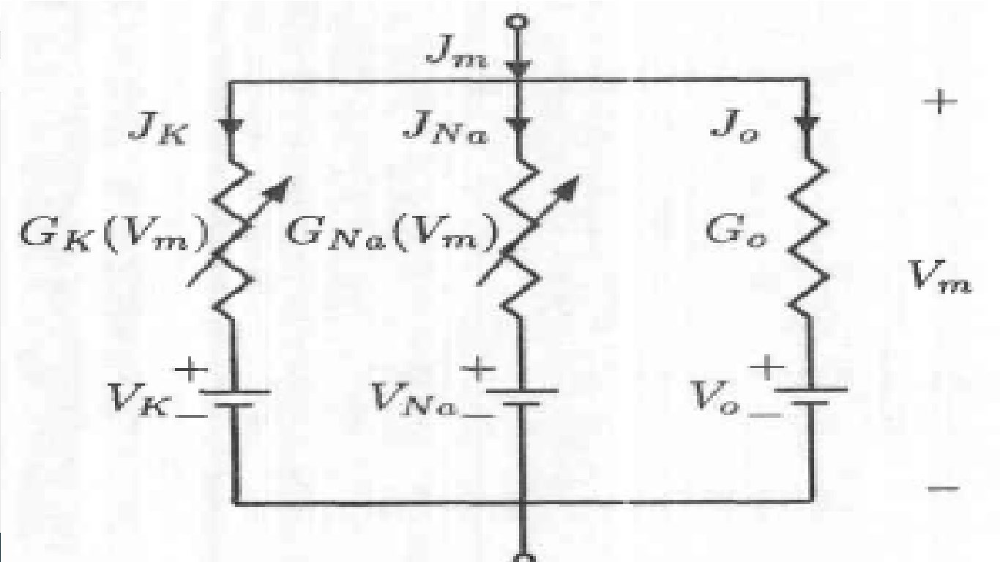 J_m
J_K J_Na J_o +
G_K(V_m) G_Na(V_m) G_o V_m
+ + +
V_K − V_Na − V_o −
−